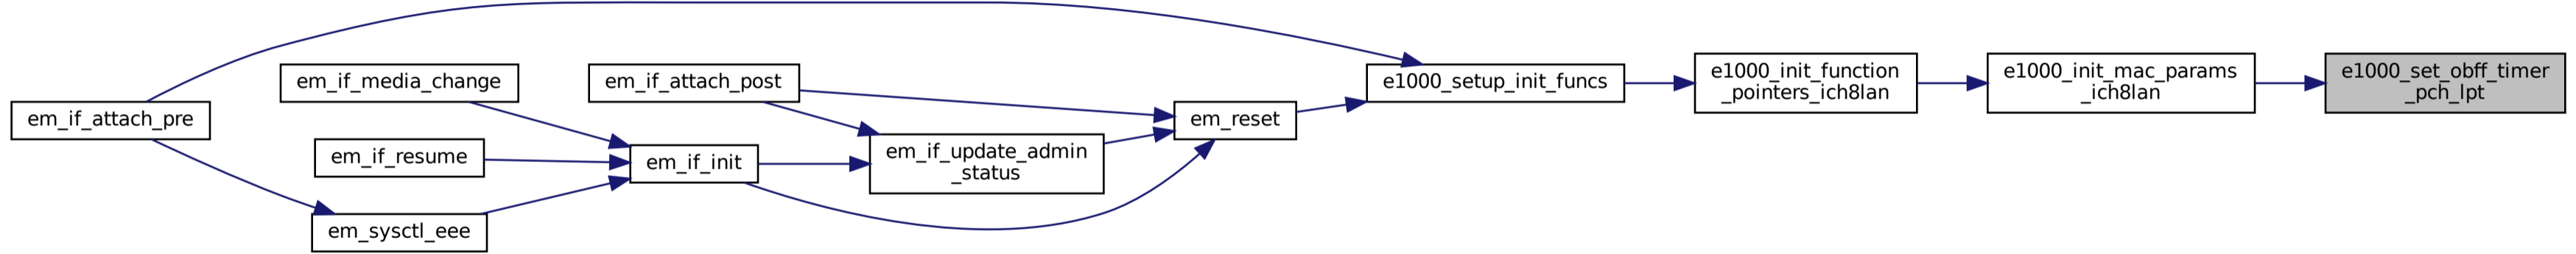 em_if_attach_pre
em_if_media_change
em_if_resume
em_sysctl_eee
em_if_attach_post
em_if_init
em_if_update_admin
_status
em_reset
e1000_setup_init_funcs
e1000_init_function
_pointers_ich8lan
e1000_init_mac_params
_ich8lan
e1000_set_obff_timer
_pch_lpt